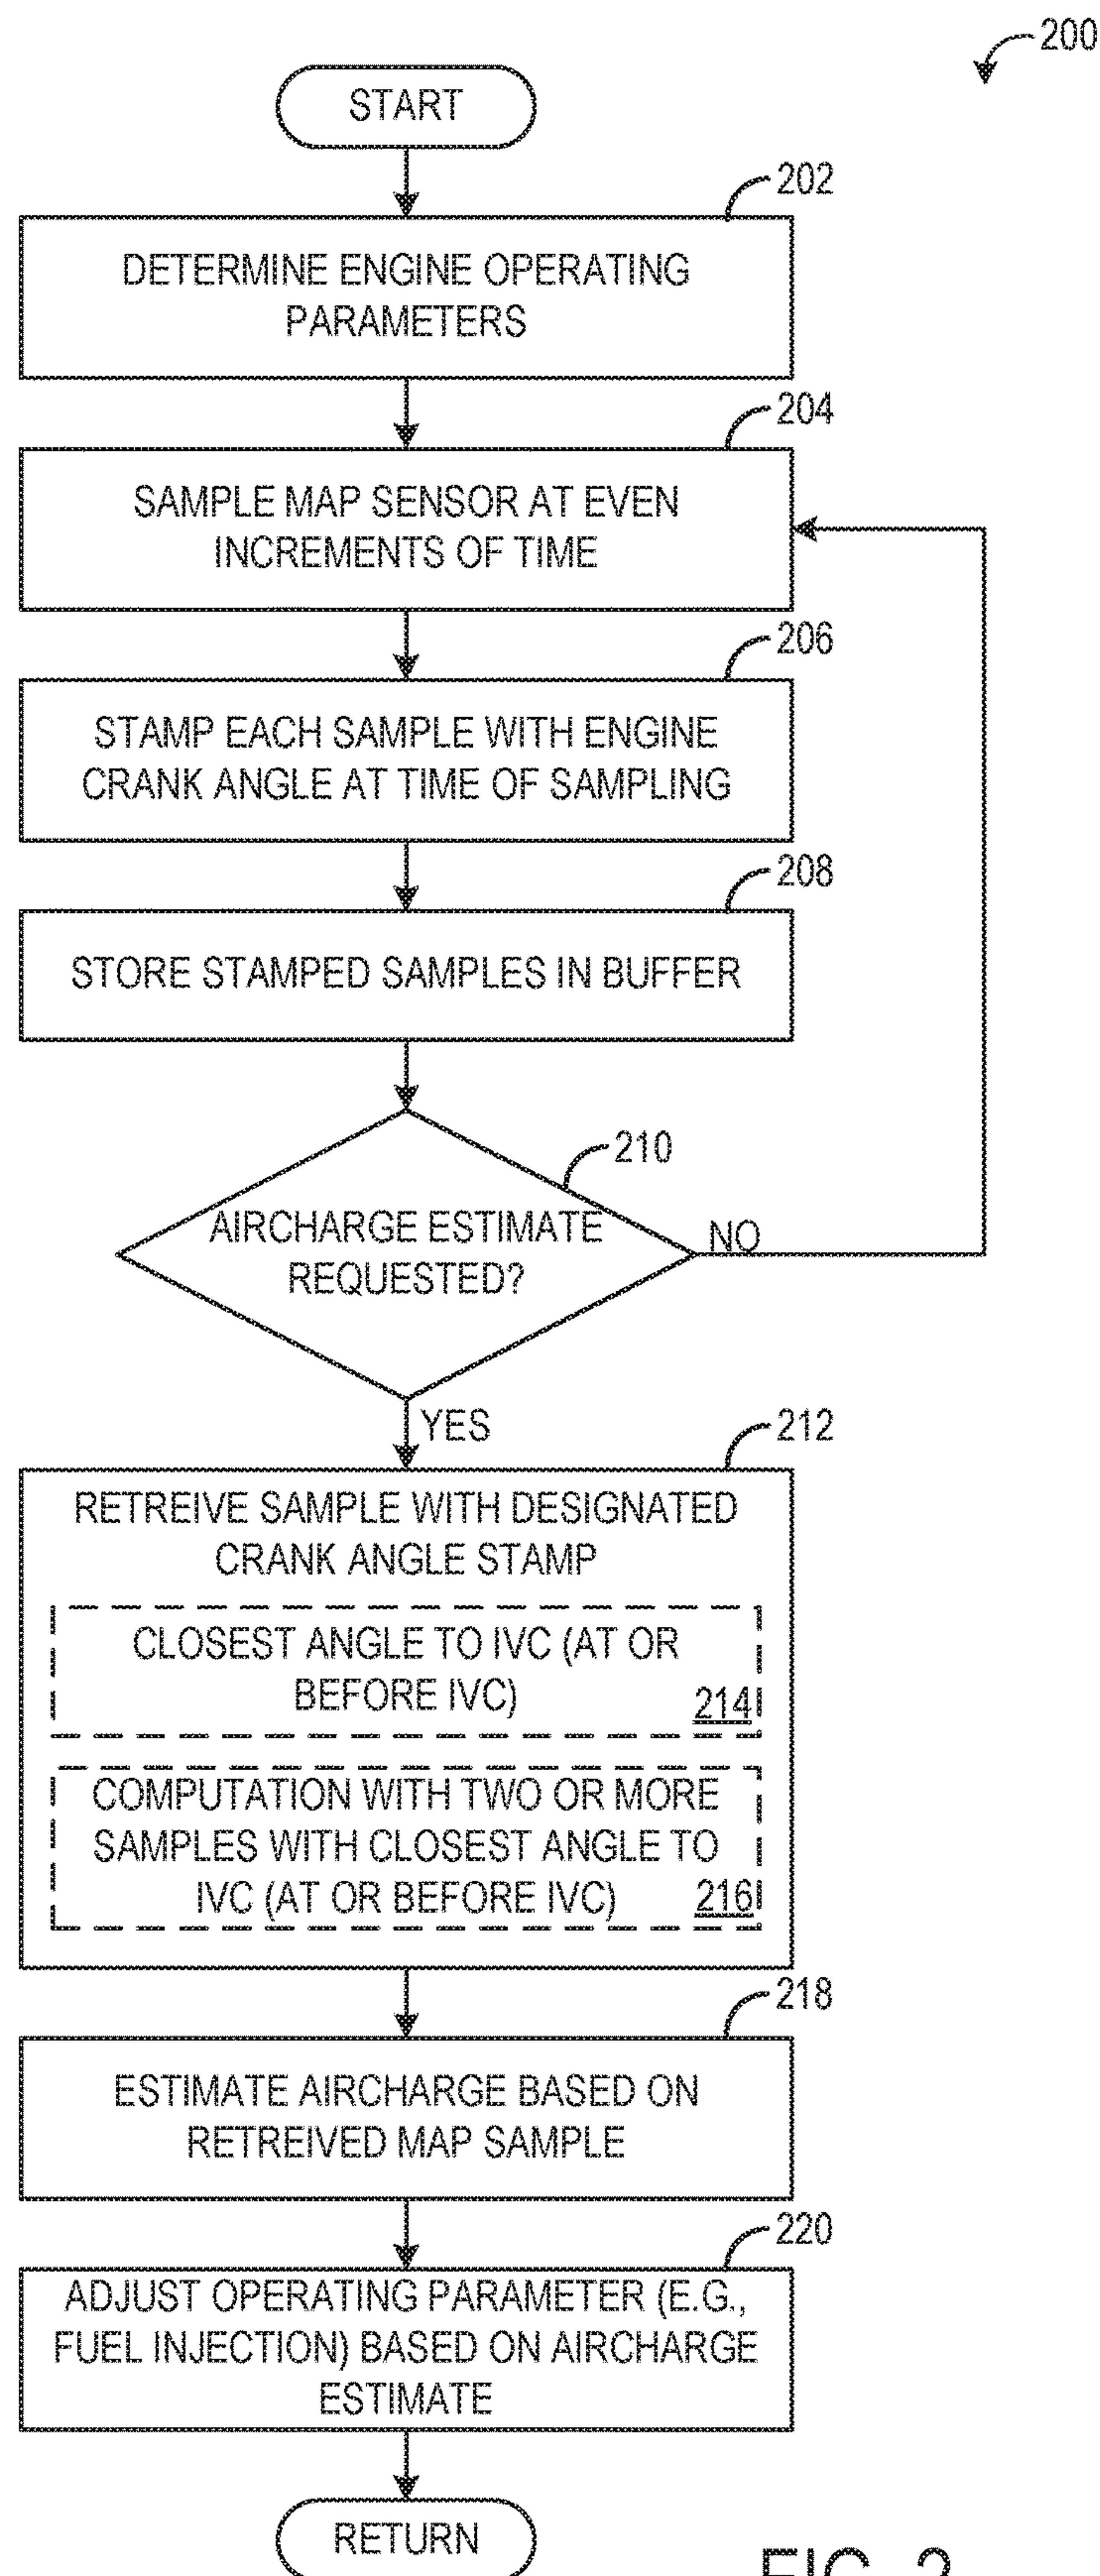 200
START
202
DETERMINE ENGINE OPERATING
PARAMETERS
204
SAMPLE MAP SENSOR AT EVEN
INCREMENTS OF TIME
206
STAMP EACH SAMPLE WITH ENGINE
CRANK ANGLE AT TIME OF SAMPLING
208
STORE STAMPED SAMPLES IN BUFFER
210
AIRCHARGE ESTIMATE
REQUESTED?
NO
YES
212
RETREIVE SAMPLE WITH DESIGNATED
CRANK ANGLE STAMP
CLOSEST ANGLE TO IVC (AT OR
BEFORE IVC)
214
COMPUTATION WITH TWO OR MORE
SAMPLES WITH CLOSEST ANGLE TO
IVC (AT OR BEFORE IVC)
216
218
ESTIMATE AIRCHARGE BASED ON
RETREIVED MAP SAMPLE
220
ADJUST OPERATING PARAMETER (E.G.,
FUEL INJECTION) BASED ON AIRCHARGE
ESTIMATE
RETURN